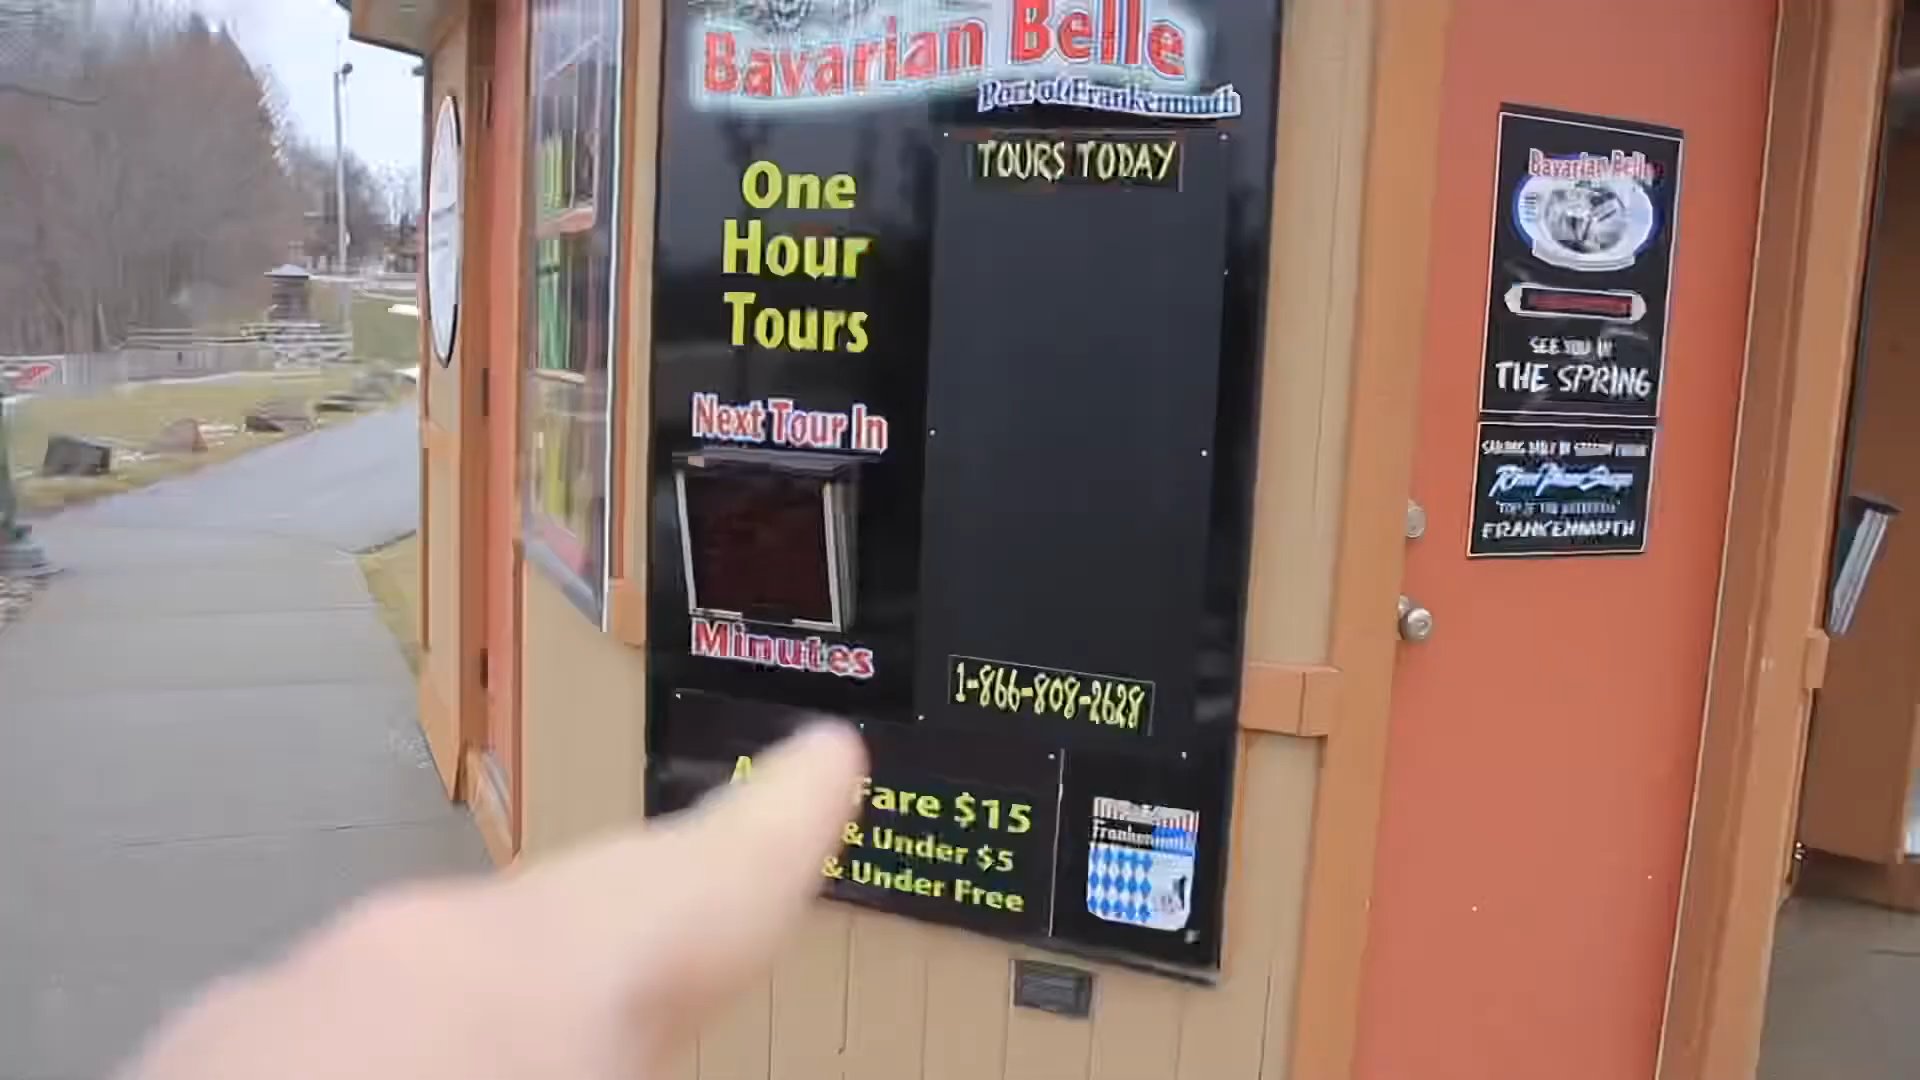 Bavarian Belle
Port of Frankenmuth
TOURS TODAY
One
Hour
Tours
Next Tour In
Minutes
1-866-808-2628
Fare $15
& Under $5
& Under Free
Frankenmuth
Bavarian Belle
SEE YOU IN
THE SPRING
FRANKENMUTH